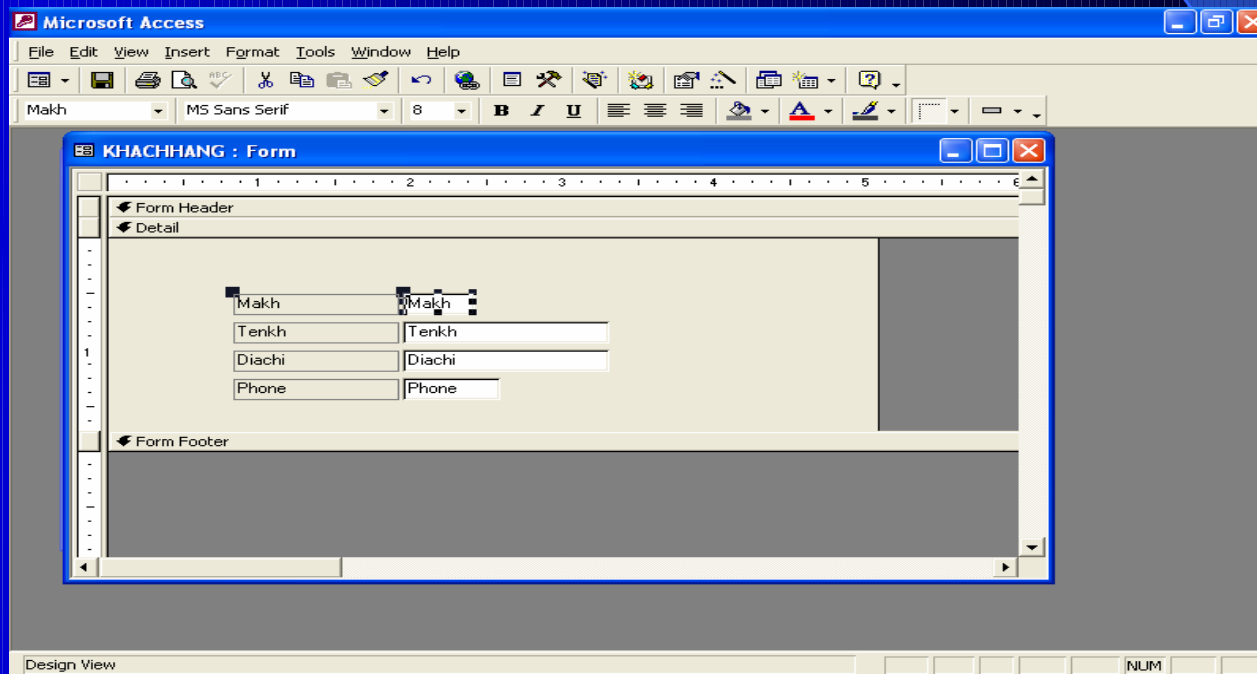 Microsoft Access
File Edit View Insert Format Tools Window Help
ABC
Makh MS Sans Serif 8 B I U A
KHACHHANG : Form
1 2 3 4 5 6
Form Header
Detail
Makh Makh
Tenkh Tenkh
1
Diachi Diachi
Phone Phone
Form Footer
Design View NUM